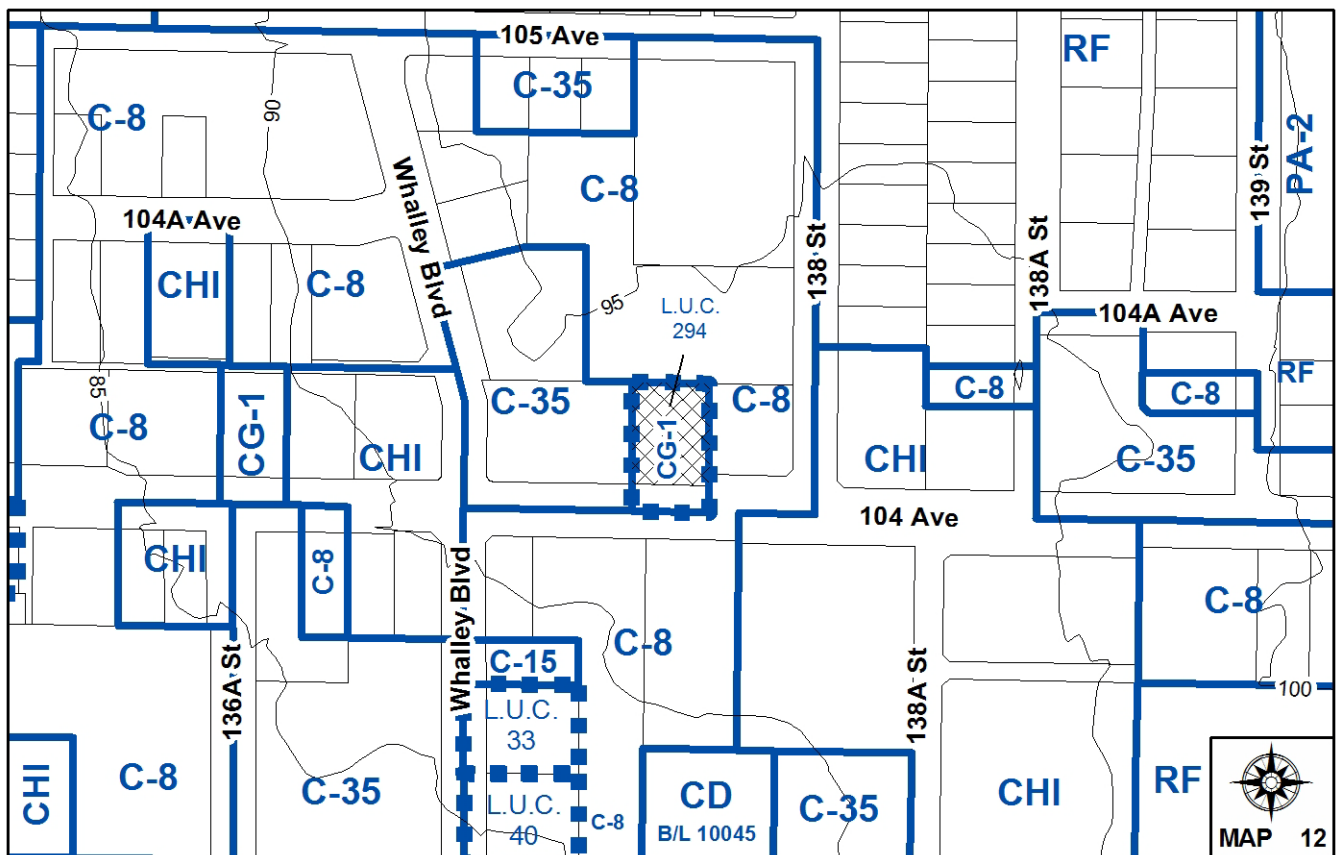 105 Ave
RF
C-35
C-8
90
PA-2
Whalley Blvd
C-8
139 St
104A Ave
138 St
138A St
CHI
C-8
95
L.U.C.
294
104A Ave
85
C-8
CG-1
CHI
C-35
CG-1
C-8
C-8
C-8
RF
CHI
C-35
104 Ave
CHI
C-8
Whalley Blvd
C-8
C-8
136A St
C-15
138A St
100
L.U.C.
33
CHI
C-8
C-35
L.U.C.
40
C-8
CD
B/L 10045
C-35
CHI
RF
MAP 12